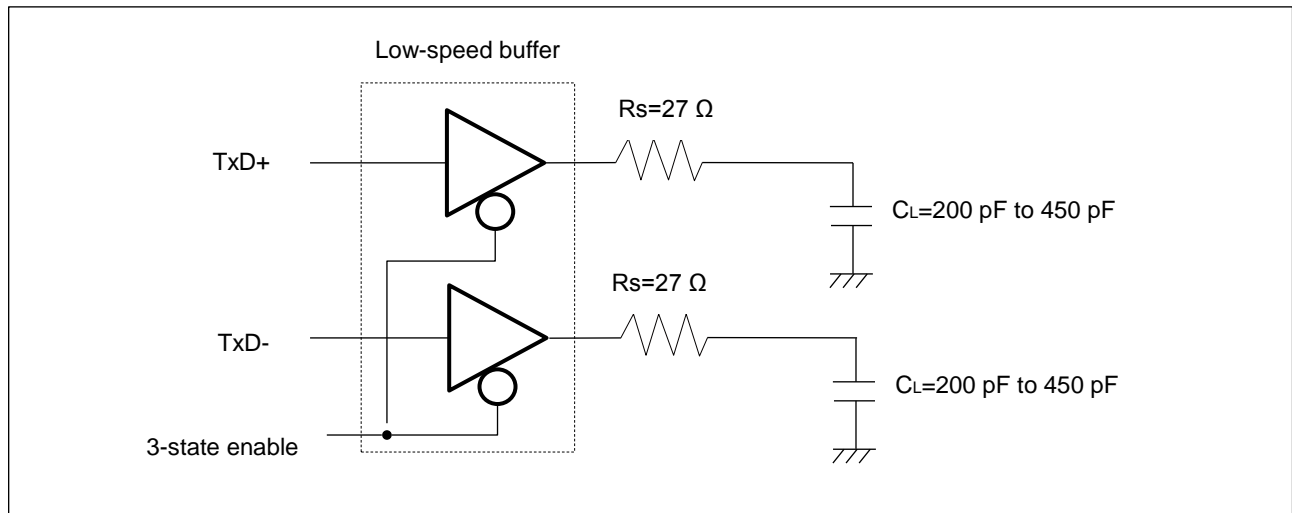 Low-speed buffer
Rs=27 Ω
TxD+
CL=200 pF to 450 pF
Rs=27 Ω
TxD-
CL=200 pF to 450 pF
3-state enable